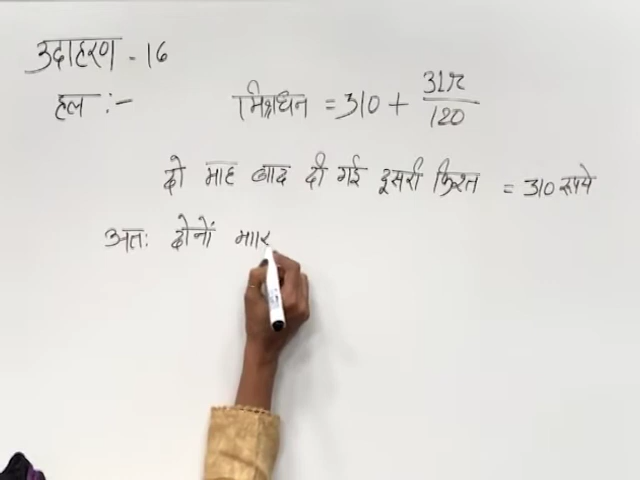 उदाहरण - 16
हल :- मिश्रधन = 310 + 31r/120
दो माह बाद दी गई दूसरी किश्त = 310 रूपये
अतः दोनों